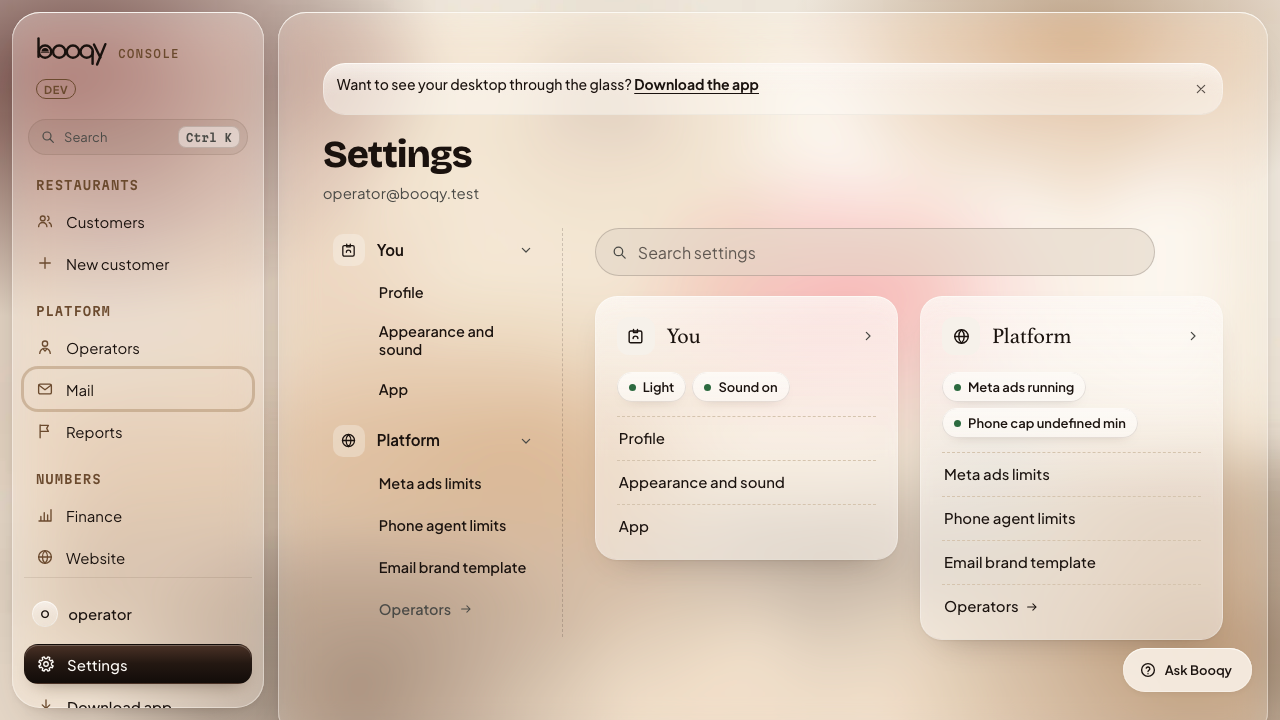 booqy CONSOLE
DEV
Search Ctrl K
RESTAURANTS
Customers
New customer
PLATFORM
Operators
Mail
Reports
NUMBERS
Finance
Website
operator
Settings
Download app
Want to see your desktop through the glass? Download the app
Settings
operator@booqy.test
You
Profile
Appearance and
sound
App
Platform
Meta ads limits
Phone agent limits
Email brand template
Operators
Search settings
You
Light Sound on
Profile
Appearance and sound
App
Platform
Meta ads running
Phone cap undefined min
Meta ads limits
Phone agent limits
Email brand template
Operators
Ask Booqy